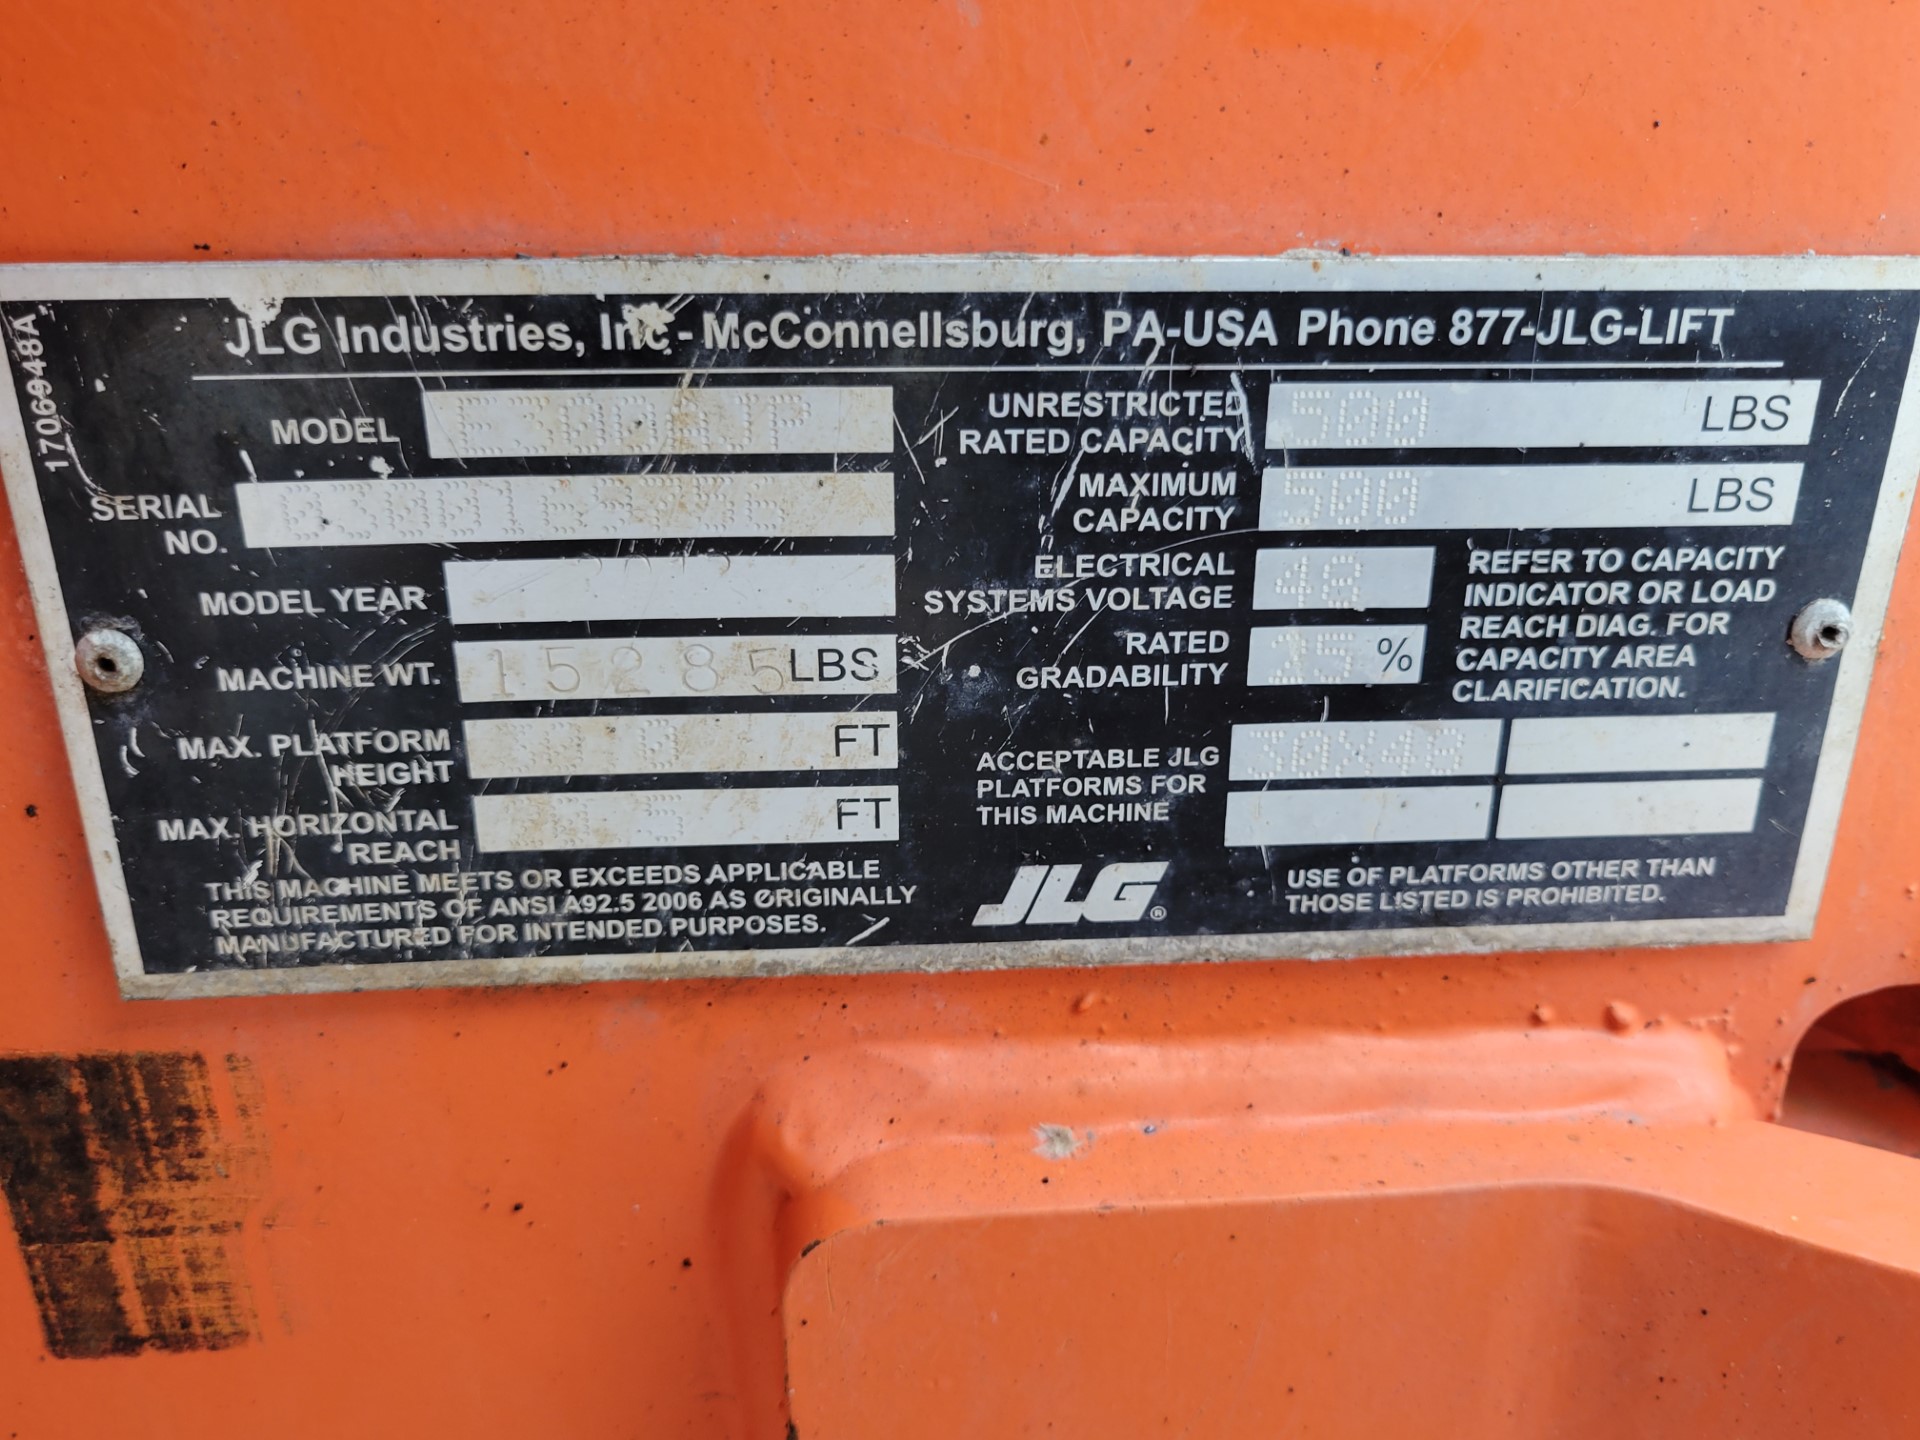 JLG Industries, Inc - McConnellsburg, PA-USA Phone 877-JLG-LIFT
1706948A
MODEL E300AJP
SERIAL NO. 0300169756
MODEL YEAR
MACHINE WT. 15285 LBS
MAX. PLATFORM HEIGHT FT
MAX. HORIZONTAL REACH FT
THIS MACHINE MEETS OR EXCEEDS APPLICABLE
REQUIREMENTS OF ANSI A92.5 2006 AS ORIGINALLY
MANUFACTURED FOR INTENDED PURPOSES.
UNRESTRICTED
RATED CAPACITY 500 LBS
MAXIMUM
CAPACITY 500 LBS
ELECTRICAL
SYSTEMS VOLTAGE 48
RATED
GRADABILITY 25 %
REFER TO CAPACITY
INDICATOR OR LOAD
REACH DIAG. FOR
CAPACITY AREA
CLARIFICATION.
ACCEPTABLE JLG
PLATFORMS FOR
THIS MACHINE
30X48
JLG®
USE OF PLATFORMS OTHER THAN
THOSE LISTED IS PROHIBITED.